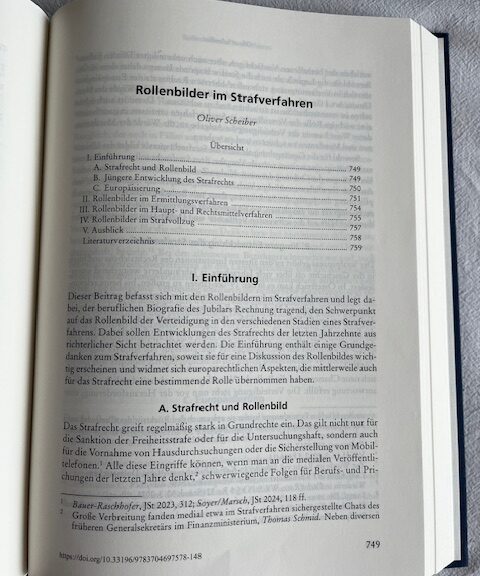 Rollenbilder im Strafverfahren
Oliver Scheiber
Übersicht
I. Einführung
A. Strafrecht und Rollenbild 749
B. Jüngere Entwicklung des Strafrechts 749
C. Europäisierung 750
II. Rollenbilder im Ermittlungsverfahren 751
III. Rollenbilder im Haupt- und Rechtsmittelverfahren 754
IV. Rollenbilder im Strafvollzug 755
V. Ausblick 757
Literaturverzeichnis 758
759
I. Einführung
Dieser Beitrag befasst sich mit den Rollenbildern im Strafverfahren und legt da-
bei, der beruflichen Biografie des Jubilars Rechnung tragend, den Schwerpunkt
auf das Rollenbild der Verteidigung in den verschiedenen Stadien eines Strafver-
fahrens. Dabei sollen Entwicklungen des Strafrechts der letzten Jahrzehnte aus
richterlicher Sicht betrachtet werden. Die Einführung enthält einige Grundge-
danken zum Strafverfahren, soweit sie für eine Diskussion des Rollenbildes wich-
tig erscheinen und widmet sich europarechtlichen Aspekten, die mittlerweile auch
für das Strafrecht eine bestimmende Rolle übernommen haben.
A. Strafrecht und Rollenbild
Das Strafrecht greift regelmäßig stark in Grundrechte ein. Das gilt nicht nur für
die Sanktion der Freiheitsstrafe oder für die Untersuchungshaft, sondern auch
für die Vornahme von Hausdurchsuchungen oder die Sicherstellung von Mobil-
telefonen.¹ Alle diese Eingriffe können, wenn man an die medialen Veröffentli-
chungen der letzten Jahre denkt,² schwerwiegende Folgen für Berufs- und Pri-
1 Bauer-Raschhofer, JSt 2023, 312; Soyer/Marsch, JSt 2024, 118 ff.
2 Große Verbreitung fanden medial etwa im Strafverfahren sichergestellte Chats des
früheren Generalsekretärs im Finanzministerium, Thomas Schmid. Neben diversen
749
https://doi.org/10.33196/9783704697578-148